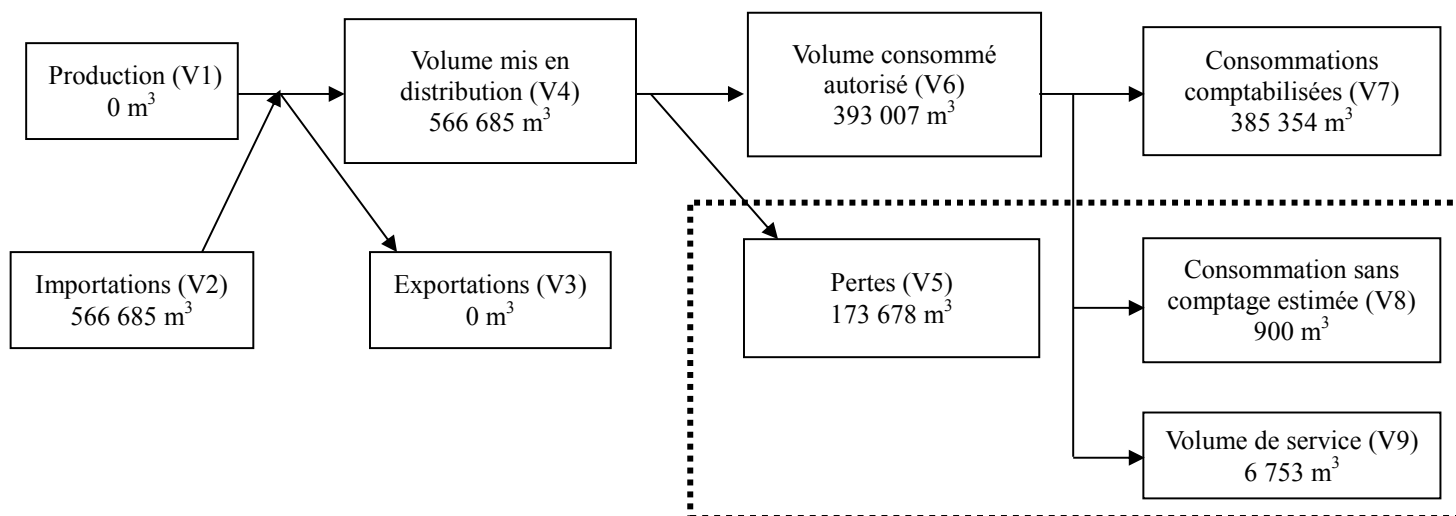 Production (V1)
0 m³
Volume mis en
distribution (V4)
566 685 m³
Volume consommé
autorisé (V6)
393 007 m³
Consommations
comptabilisées (V7)
385 354 m³
Importations (V2)
566 685 m³
Exportations (V3)
0 m³
Pertes (V5)
173 678 m³
Consommation sans
comptage estimée (V8)
900 m³
Volume de service (V9)
6 753 m³